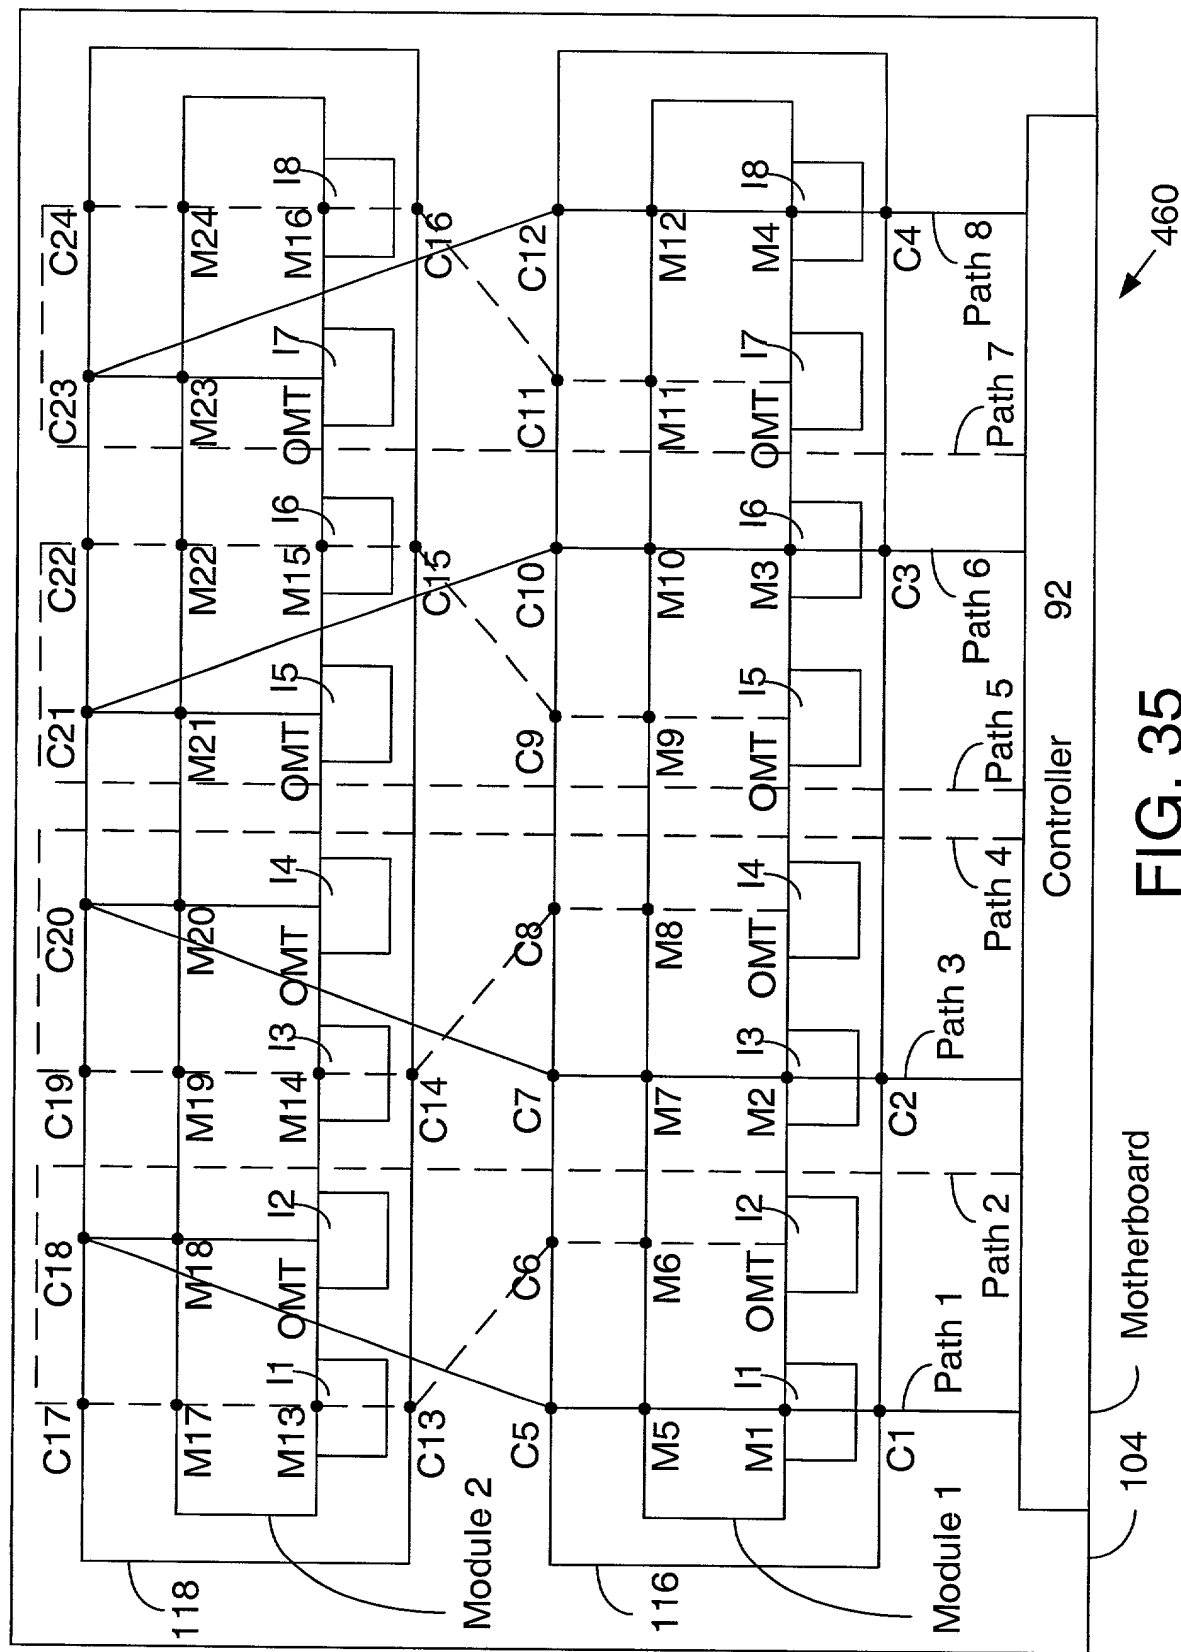 C17
C18
C19
C20
C21
C22
C23
C24
M17
M18
M19
M20
M21
M22
M23
M24
M13
I1
OMT
I2
M14
I3
OMT
I4
OMT
I5
M15
I6
OMT
I7
M16
I8
C13
C14
C15
C16
118
Module 2
C5
C6
C7
C8
C9
C10
C11
C12
M5
M6
M7
M8
M9
M10
M11
M12
M1
I1
OMT
I2
M2
I3
OMT
I4
OMT
I5
M3
I6
OMT
I7
M4
I8
C1
C2
C3
C4
116
Module 1
Path 1
Path 2
Path 3
Path 4
Path 5
Path 6
Path 7
Path 8
Controller 92
104
Motherboard
460
FIG. 35